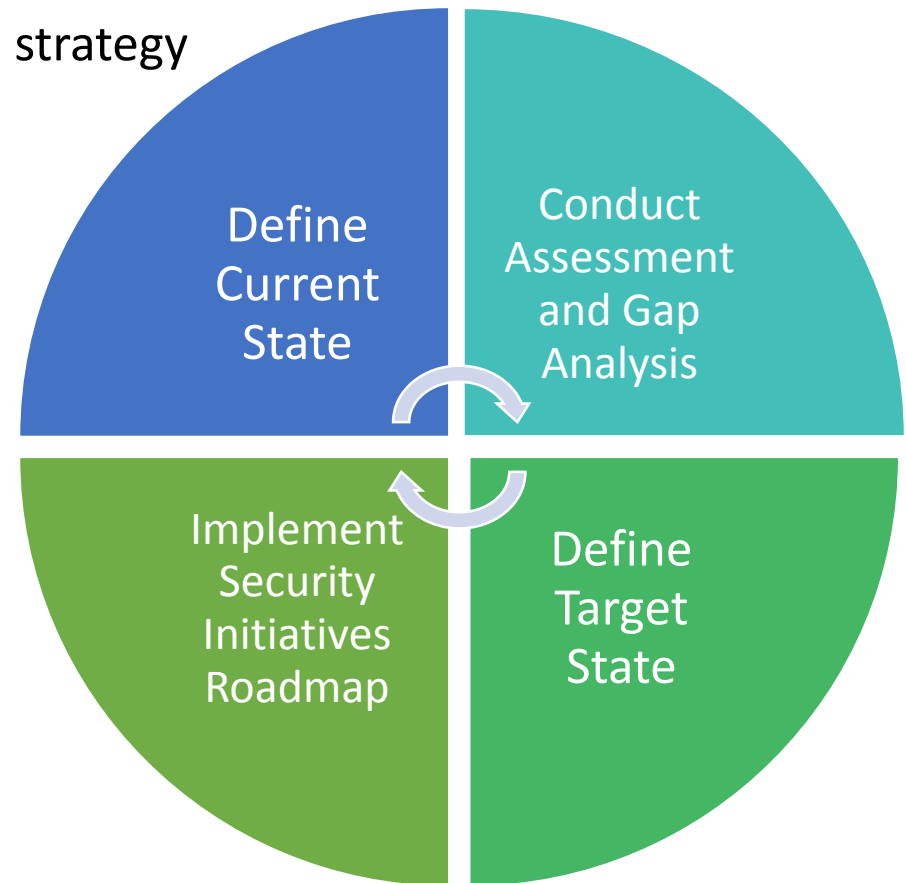 strategy
Define
Current
State
Conduct
Assessment
and Gap
Analysis
Define
Target
State
Implement
Security
Initiatives
Roadmap